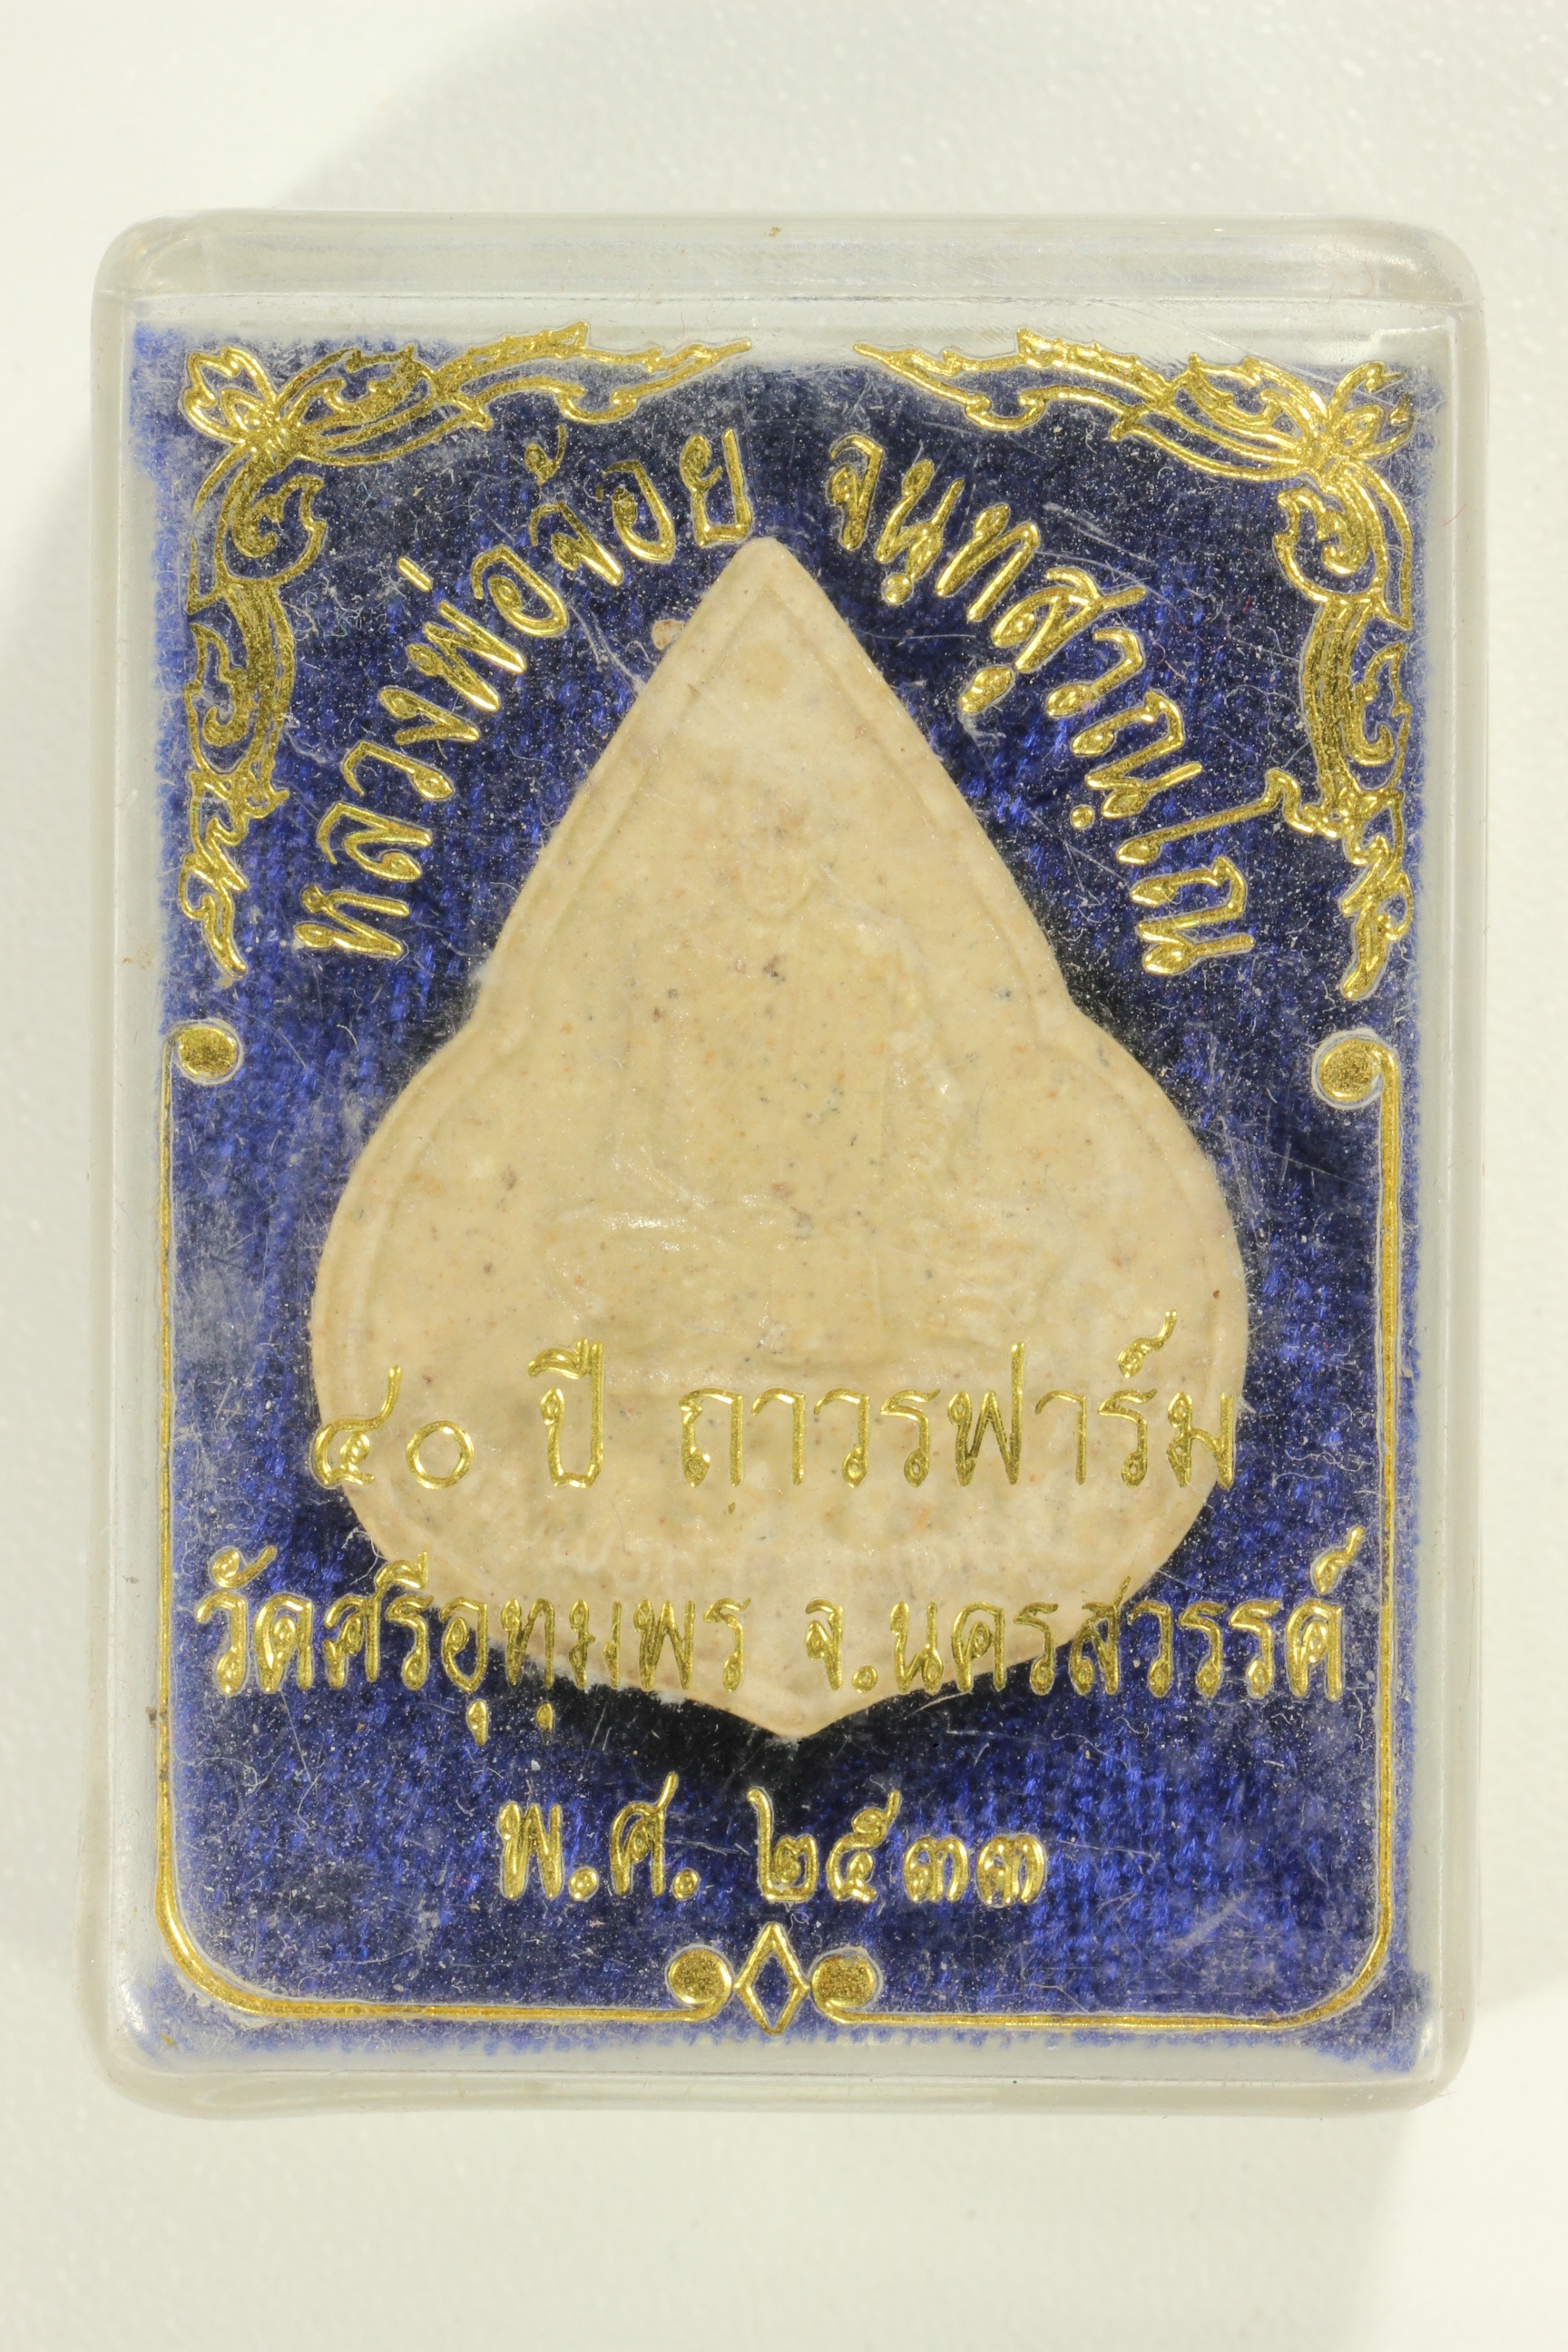 หลวงพ่อจ้อย จนฺทสุวณฺโณ
๔๐ ปี ถาวรฟาร์ม
วัดศรีอุทุมพร จ.นครสวรรค์
พ.ศ. ๒๕๓๓